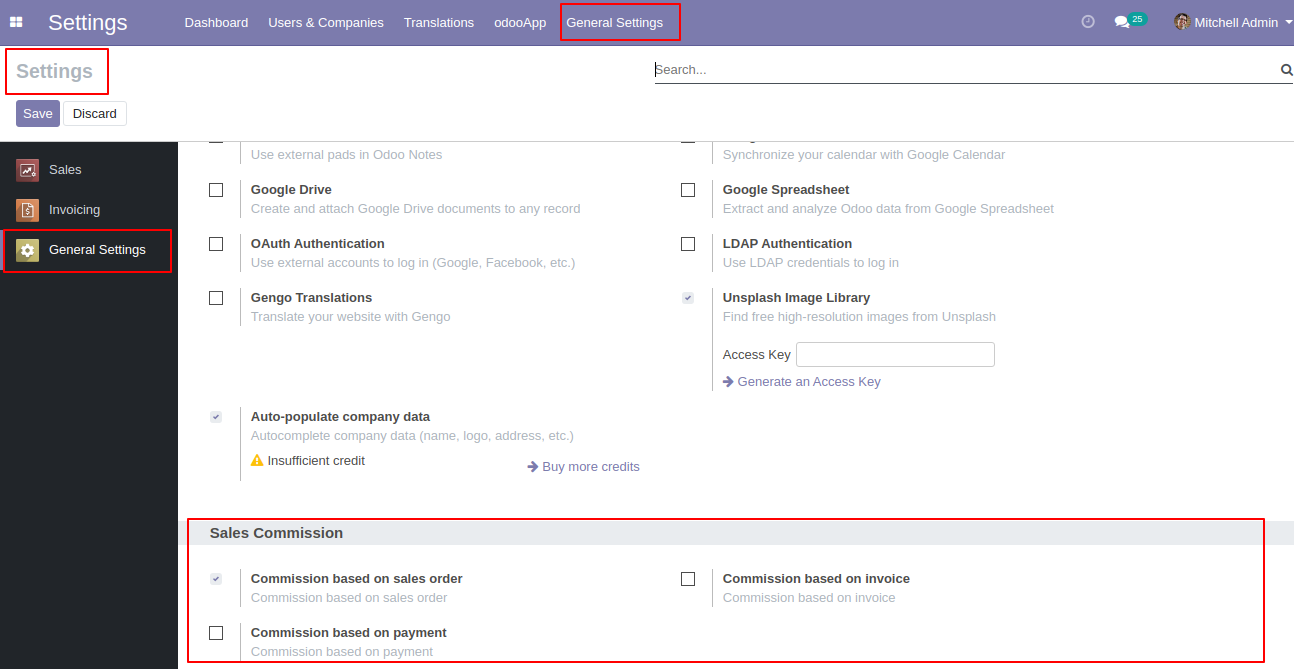 Settings Dashboard Users & Companies Translations odooApp General Settings 25 Mitchell Admin
Settings
Search...
Save Discard
Sales
Invoicing
General Settings
Use external pads in Odoo Notes
Synchronize your calendar with Google Calendar
Google Drive
Create and attach Google Drive documents to any record
Google Spreadsheet
Extract and analyze Odoo data from Google Spreadsheet
OAuth Authentication
Use external accounts to log in (Google, Facebook, etc.)
LDAP Authentication
Use LDAP credentials to log in
Gengo Translations
Translate your website with Gengo
Unsplash Image Library
Find free high-resolution images from Unsplash
Access Key
Generate an Access Key
Auto-populate company data
Autocomplete company data (name, logo, address, etc.)
Insufficient credit
Buy more credits
Sales Commission
Commission based on sales order
Commission based on sales order
Commission based on invoice
Commission based on invoice
Commission based on payment
Commission based on payment